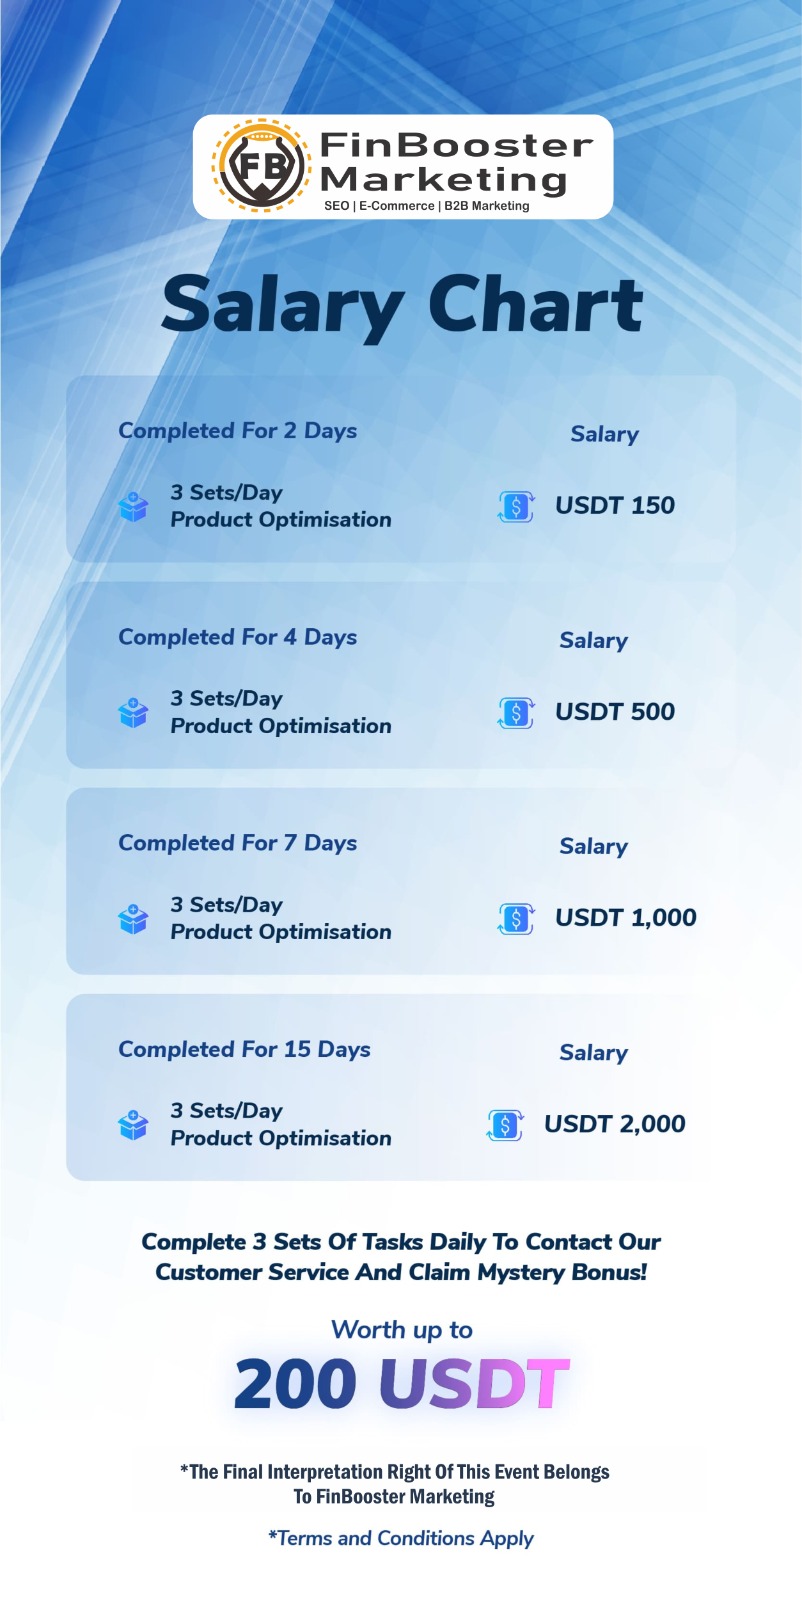 FB
FinBooster
Marketing
SEO | E-Commerce | B2B Marketing
Salary Chart
Completed For 2 Days
Salary
3 Sets/Day
Product Optimisation
USDT 150
Completed For 4 Days
Salary
3 Sets/Day
Product Optimisation
USDT 500
Completed For 7 Days
Salary
3 Sets/Day
Product Optimisation
USDT 1,000
Completed For 15 Days
Salary
3 Sets/Day
Product Optimisation
USDT 2,000
Complete 3 Sets Of Tasks Daily To Contact Our
Customer Service And Claim Mystery Bonus!
Worth up to
200 USDT
*The Final Interpretation Right Of This Event Belongs
To FinBooster Marketing
*Terms and Conditions Apply